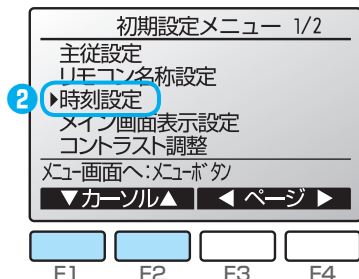 初期設定メニュー 1/2
主従設定
リモコン名称設定
2 ▶時刻設定
メイン画面表示設定
コントラスト調整
メニュー画面へ:メニューボタン
▼カーソル▲ ◀ ページ ▶
F1 F2 F3 F4